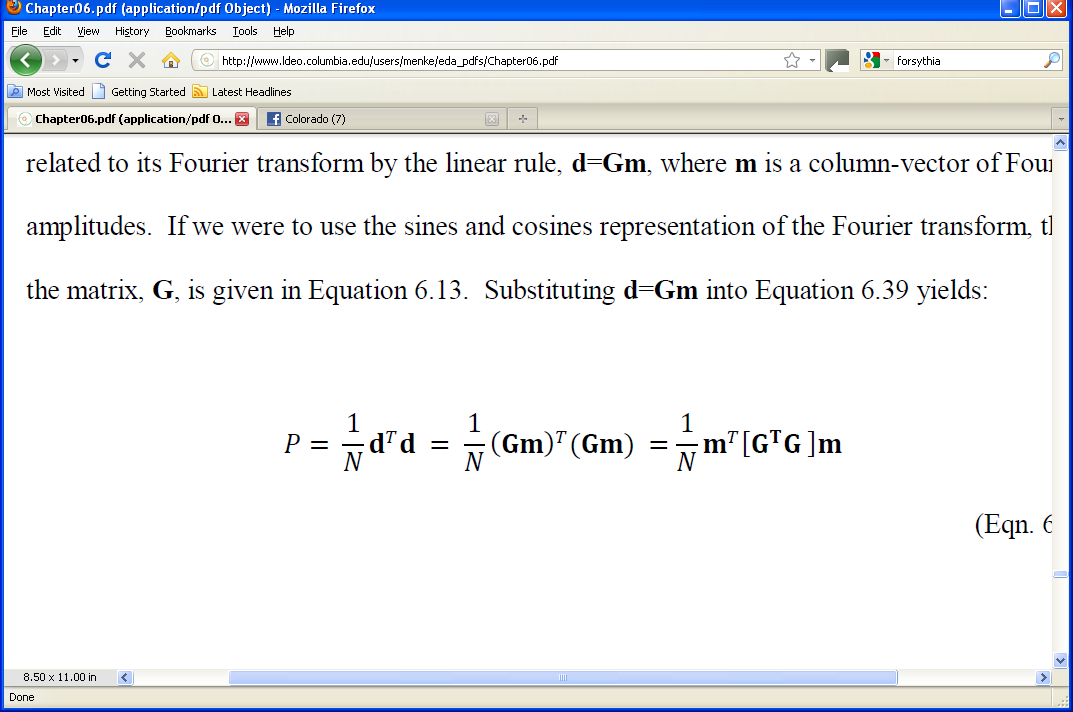 Chapter06.pdf (application/pdf Object) - Mozilla Firefox
File Edit View History Bookmarks Tools Help
http://www.ldeo.columbia.edu/users/menke/eda_pdfs/Chapter06.pdf forsythia
Most Visited Getting Started Latest Headlines
Chapter06.pdf (application/pdf O... Colorado (7)
related to its Fourier transform by the linear rule, d=Gm, where m is a column-vector of Four
amplitudes. If we were to use the sines and cosines representation of the Fourier transform, th
the matrix, G, is given in Equation 6.13. Substituting d=Gm into Equation 6.39 yields:
P = 1/N dᵀd = 1/N (Gm)ᵀ(Gm) = 1/N mᵀ[GᵀG ]m
(Eqn. 6
8.50 x 11.00 in
Done